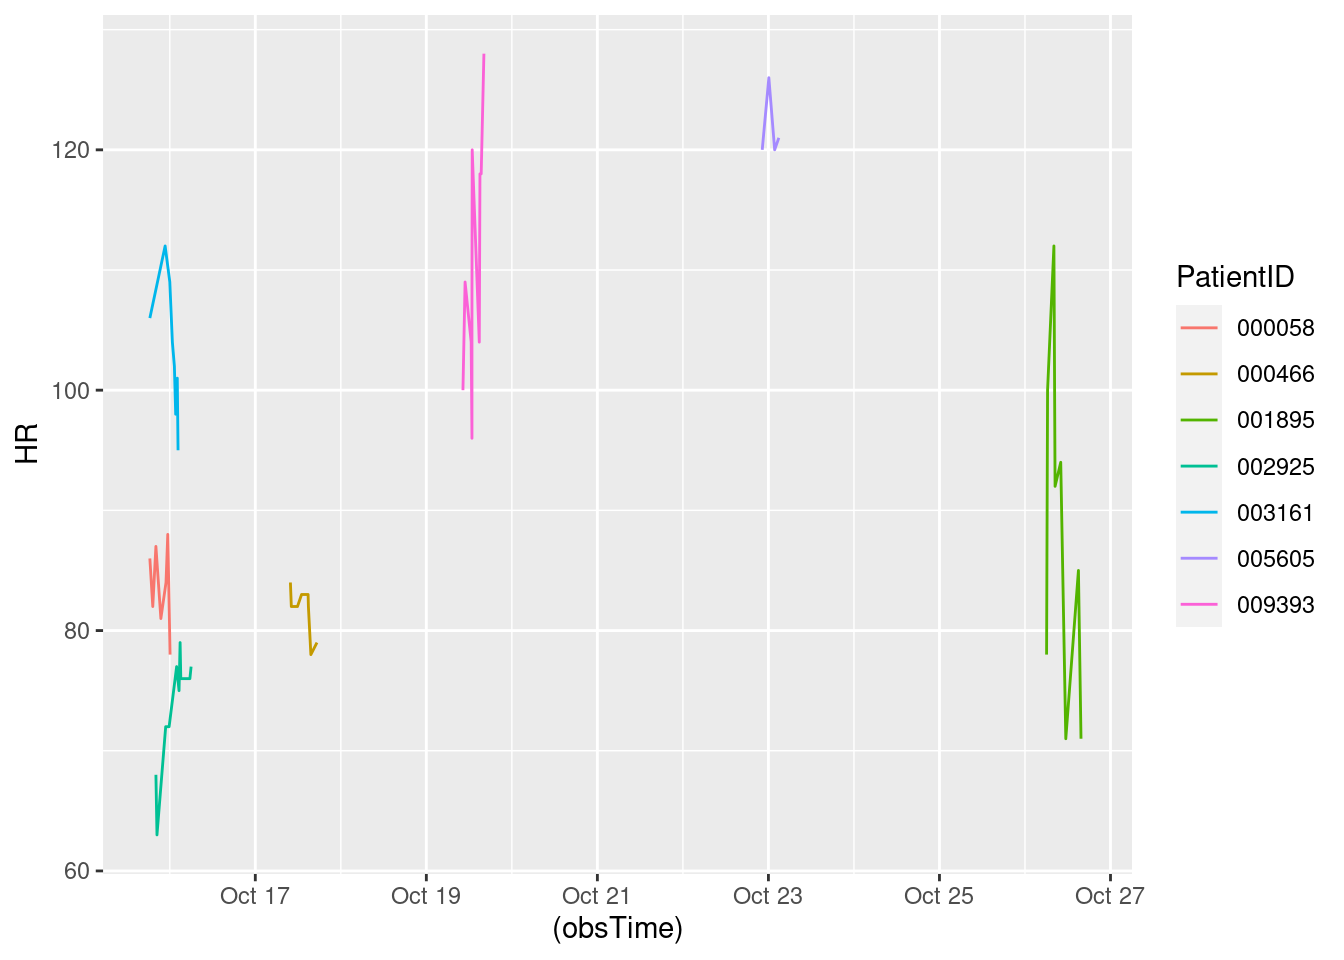 120
100
80
60
HR
Oct 17
Oct 19
Oct 21
Oct 23
Oct 25
Oct 27
(obsTime)
PatientID
000058
000466
001895
002925
003161
005605
009393